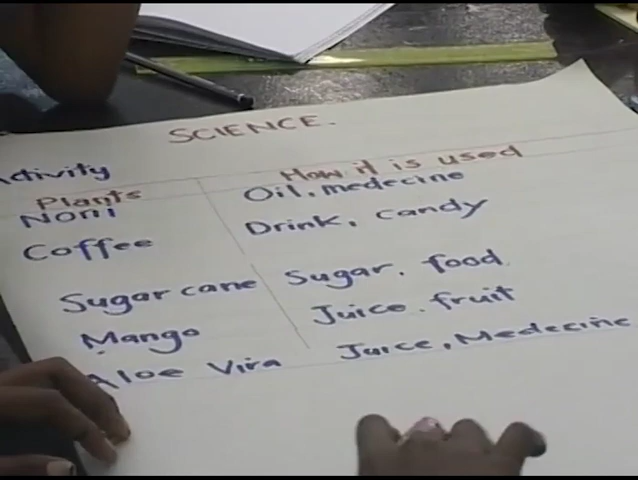 SCIENCE.
Activity
Plants How it is used
Noni Oil, medecine
Coffee Drink, candy
Sugar cane Sugar. food
Mango Juice. fruit
Aloe Vira Juice, Medecine